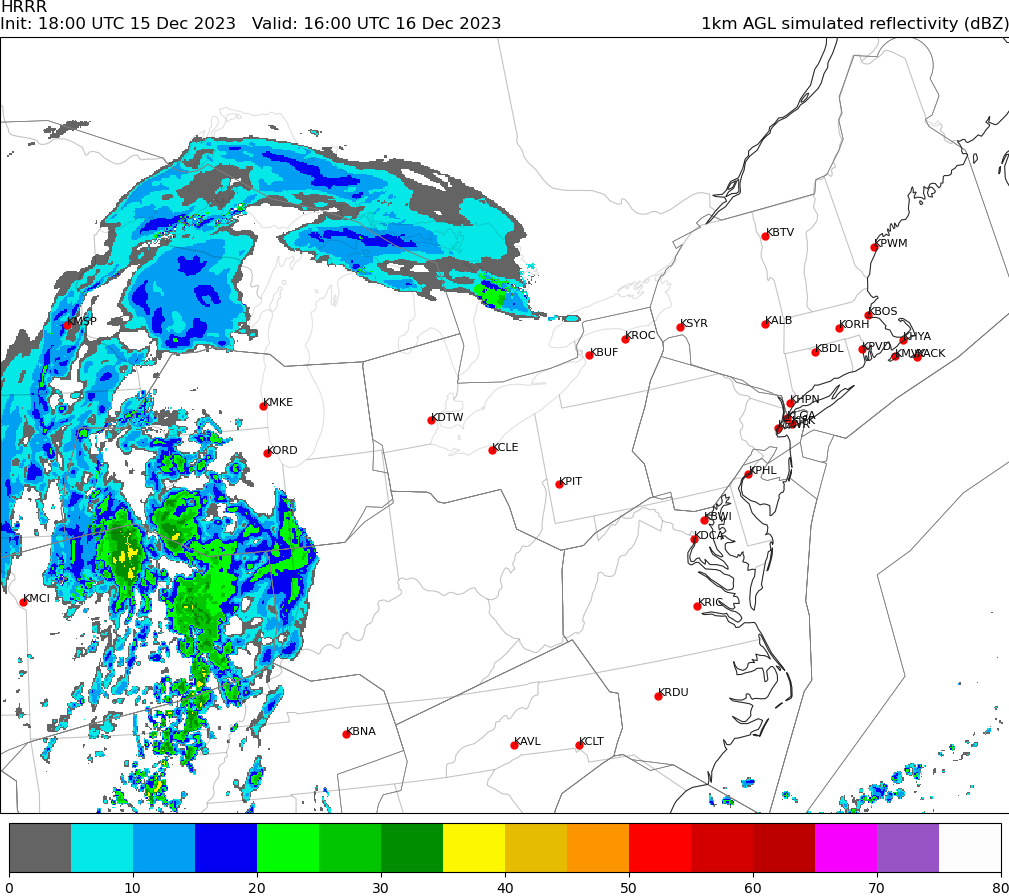 HRRR
Init: 18:00 UTC 15 Dec 2023   Valid: 16:00 UTC 16 Dec 2023
1km AGL simulated reflectivity (dBZ)
KBTV
KPWM
KBOS
KMSP
KSYR
KALB
KORH
KROC
KHYA
KBDL
KPVD
KBUF
KACK
KHPN
KMKE
KLGA
KDTW
KCLE
KORD
KPHL
KPIT
KBWI
KDCA
KMCI
KRIC
KRDU
KBNA
KAVL
KCLT
0 10 20 30 40 50 60 70 80